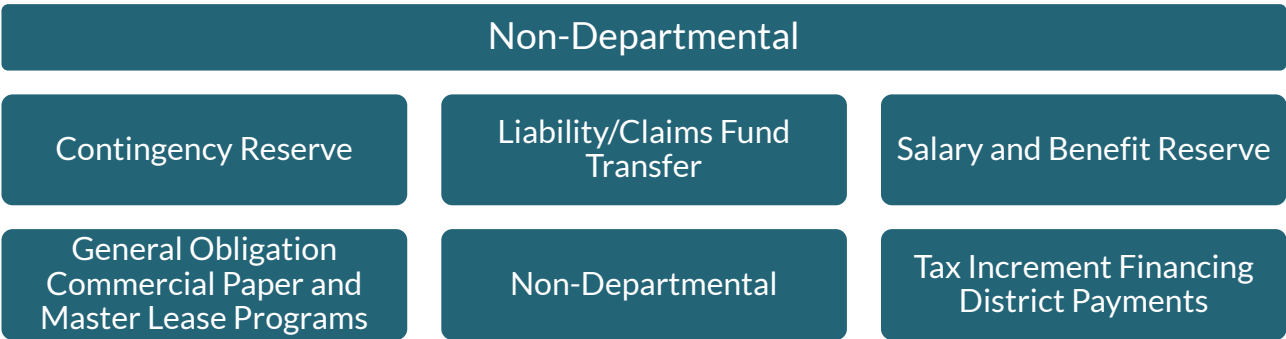 Non-Departmental
Contingency Reserve
Liability/Claims Fund
Transfer
Salary and Benefit Reserve
General Obligation
Commercial Paper and
Master Lease Programs
Non-Departmental
Tax Increment Financing
District Payments